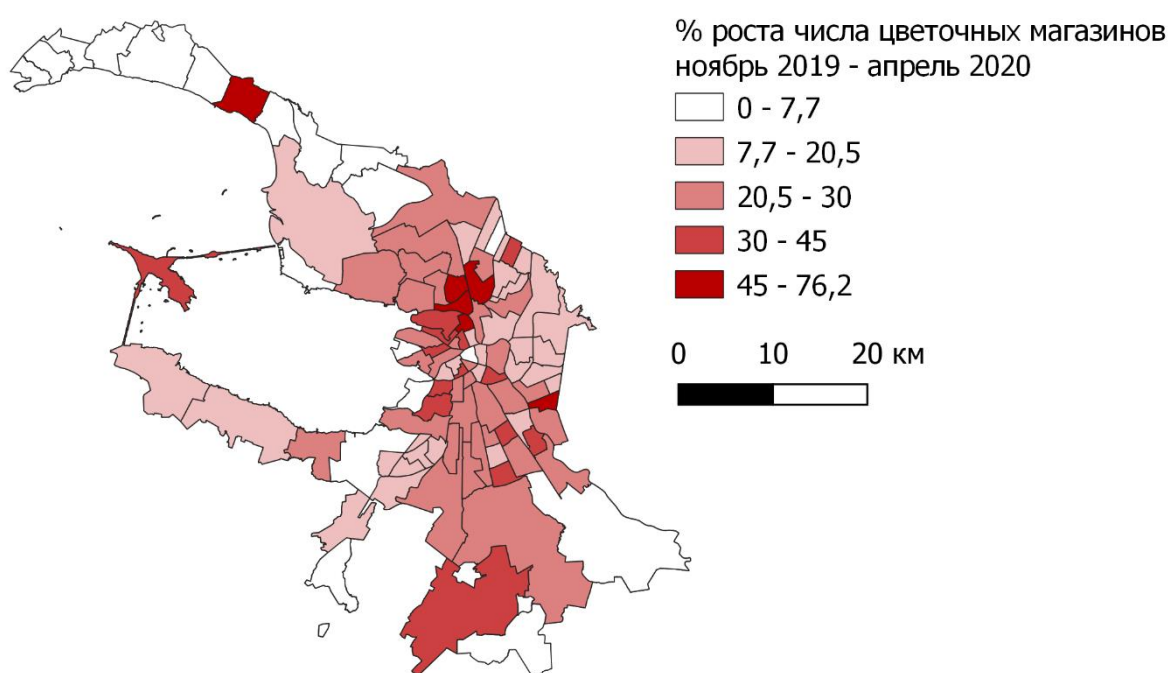 % роста числа цветочных магазинов
ноябрь 2019 - апрель 2020
0 - 7,7
7,7 - 20,5
20,5 - 30
30 - 45
45 - 76,2
0 10 20 км